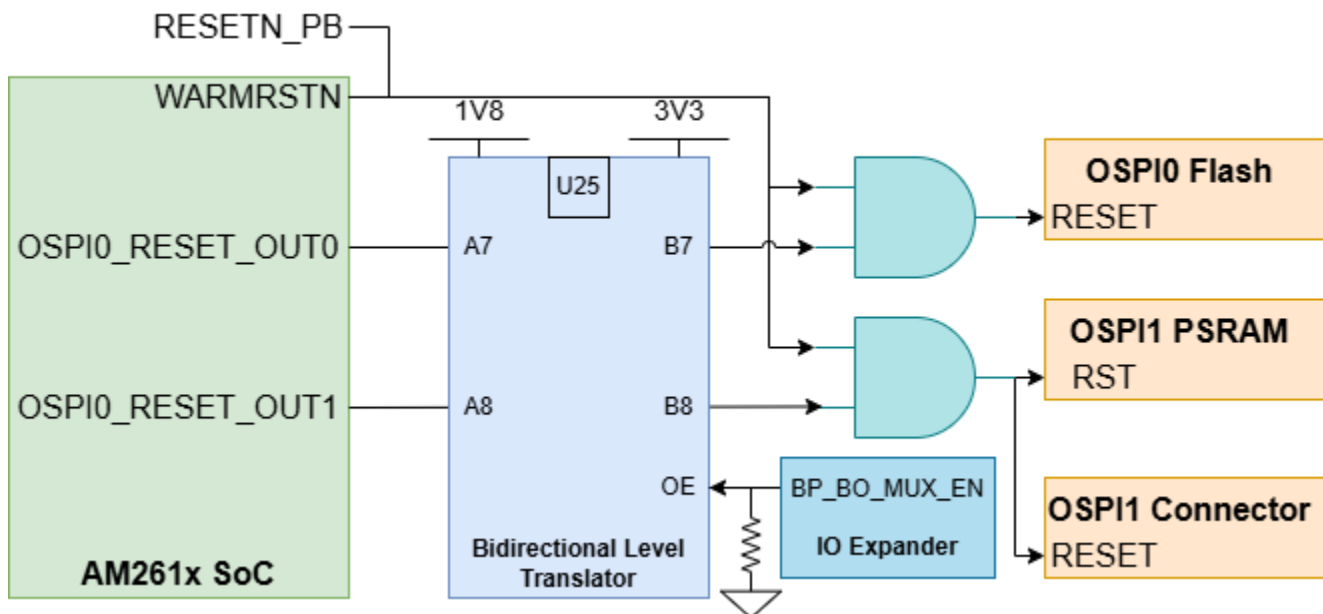 RESETN_PB
WARMRSTN
1V8
3V3
U25
OSPI0 Flash
RESET
OSPI0_RESET_OUT0
A7
B7
OSPI1 PSRAM
RST
OSPI0_RESET_OUT1
A8
B8
OE
BP_BO_MUX_EN
IO Expander
OSPI1 Connector
RESET
Bidirectional Level
Translator
AM261x SoC